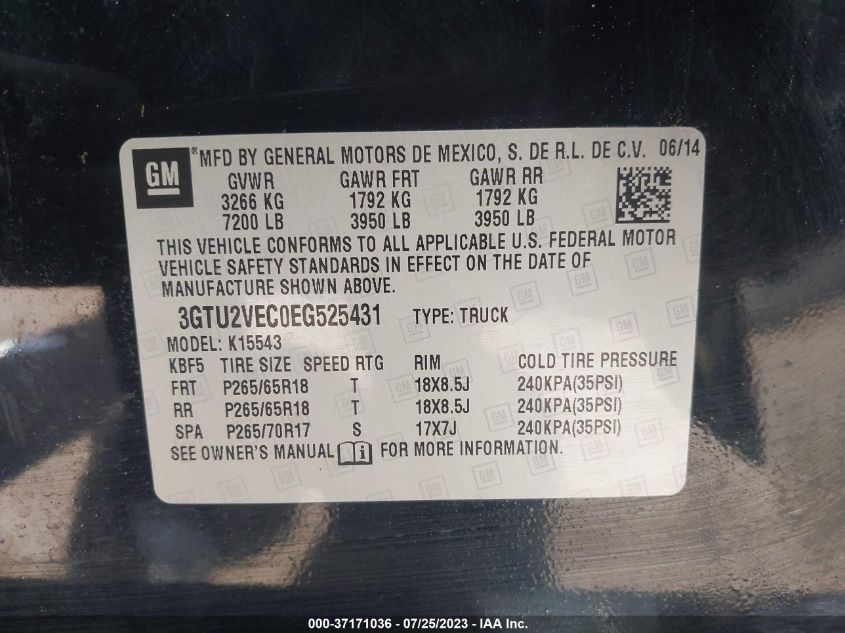 GM ® MFD BY GENERAL MOTORS DE MEXICO, S. DE R.L. DE C.V. 06/14
GVWR GAWR FRT GAWR RR
3266 KG 1792 KG 1792 KG
7200 LB 3950 LB 3950 LB
THIS VEHICLE CONFORMS TO ALL APPLICABLE U.S. FEDERAL MOTOR
VEHICLE SAFETY STANDARDS IN EFFECT ON THE DATE OF
MANUFACTURE SHOWN ABOVE.
3GTU2VEC0EG525431 TYPE: TRUCK
MODEL: K15543
KBF5 TIRE SIZE SPEED RTG RIM COLD TIRE PRESSURE
FRT P265/65R18 T 18X8.5J 240KPA(35PSI)
RR P265/65R18 T 18X8.5J 240KPA(35PSI)
SPA P265/70R17 S 17X7J 240KPA(35PSI)
SEE OWNER'S MANUAL i FOR MORE INFORMATION.
000-37171036 - 07/25/2023 - IAA Inc.